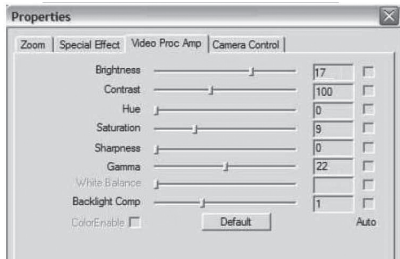 Properties
Zoom Special Effect Video Proc Amp Camera Control
Brightness 17
Contrast 100
Hue 0
Saturation 9
Sharpness 0
Gamma 22
White Balance
Backlight Comp 1
ColorEnable Default Auto